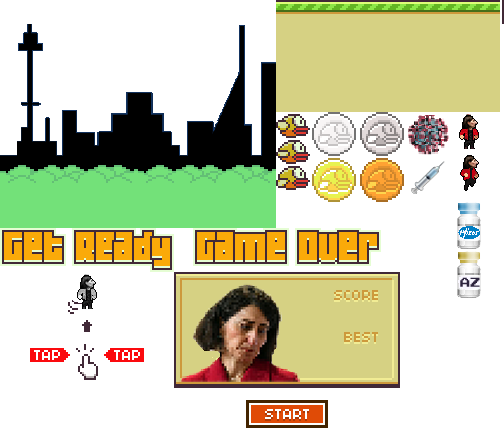 Get Ready
Game Over
Pfizer
AZ
SCORE
BEST
TAP
TAP
START